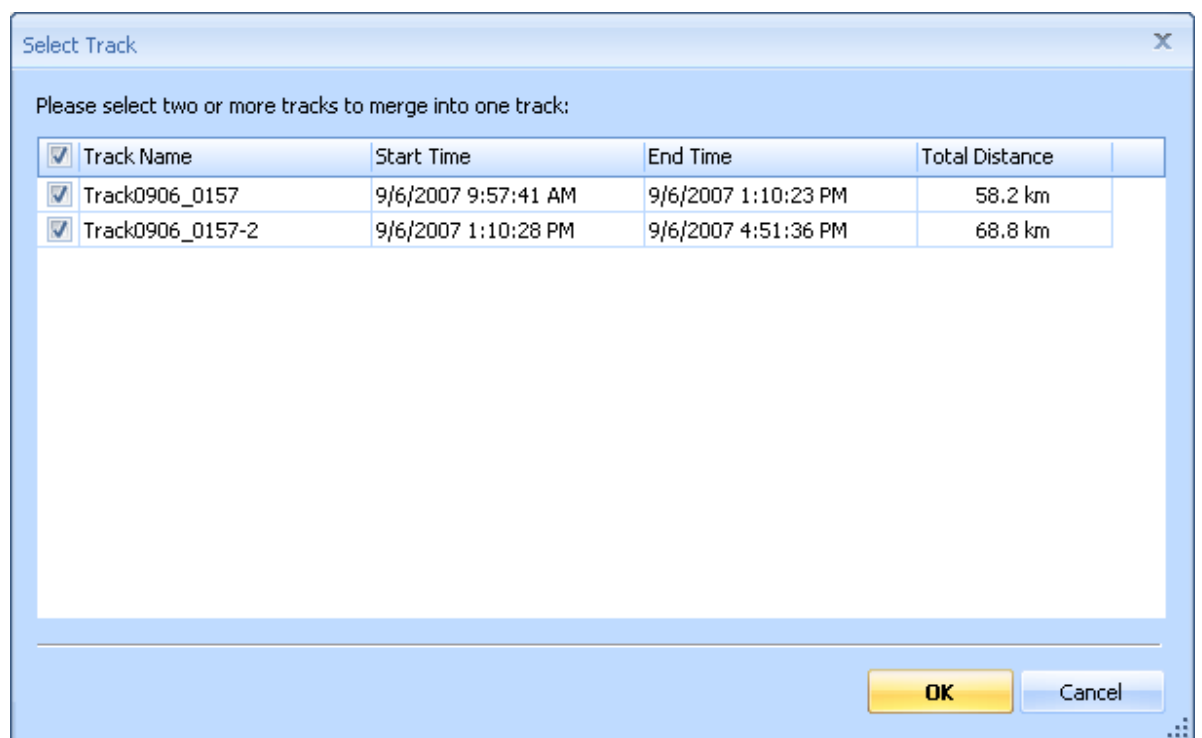 Select Track
Please select two or more tracks to merge into one track:
Track Name Start Time End Time Total Distance
Track0906_0157 9/6/2007 9:57:41 AM 9/6/2007 1:10:23 PM 58.2 km
Track0906_0157-2 9/6/2007 1:10:28 PM 9/6/2007 4:51:36 PM 68.8 km
OK Cancel